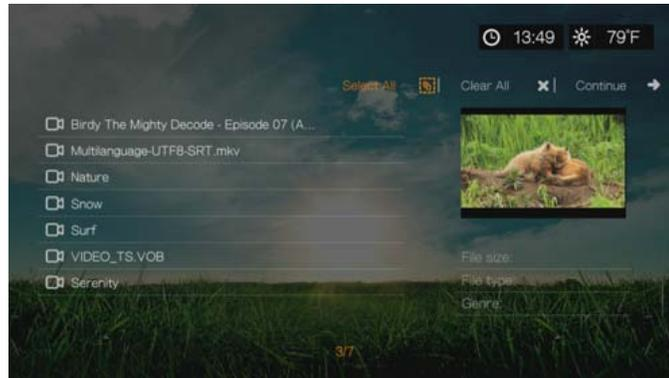 13:49 79°F
Select All Clear All Continue
Birdy The Mighty Decode - Episode 07 (A...
Multilanguage-UTF8-SRT.mkv
Nature
Snow
Surf
VIDEO_TS.VOB
Serenity
File size:
File type:
Genre:
3/7